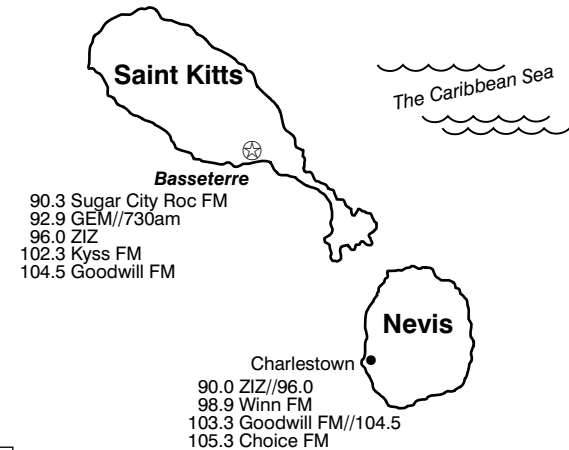 Saint Kitts
The Caribbean Sea
Basseterre
90.3 Sugar City Roc FM
92.9 GEM//730am
96.0 ZIZ
102.3 Kyss FM
104.5 Goodwill FM
Nevis
Charlestown
90.0 ZIZ//96.0
98.9 Winn FM
103.3 Goodwill FM//104.5
105.3 Choice FM